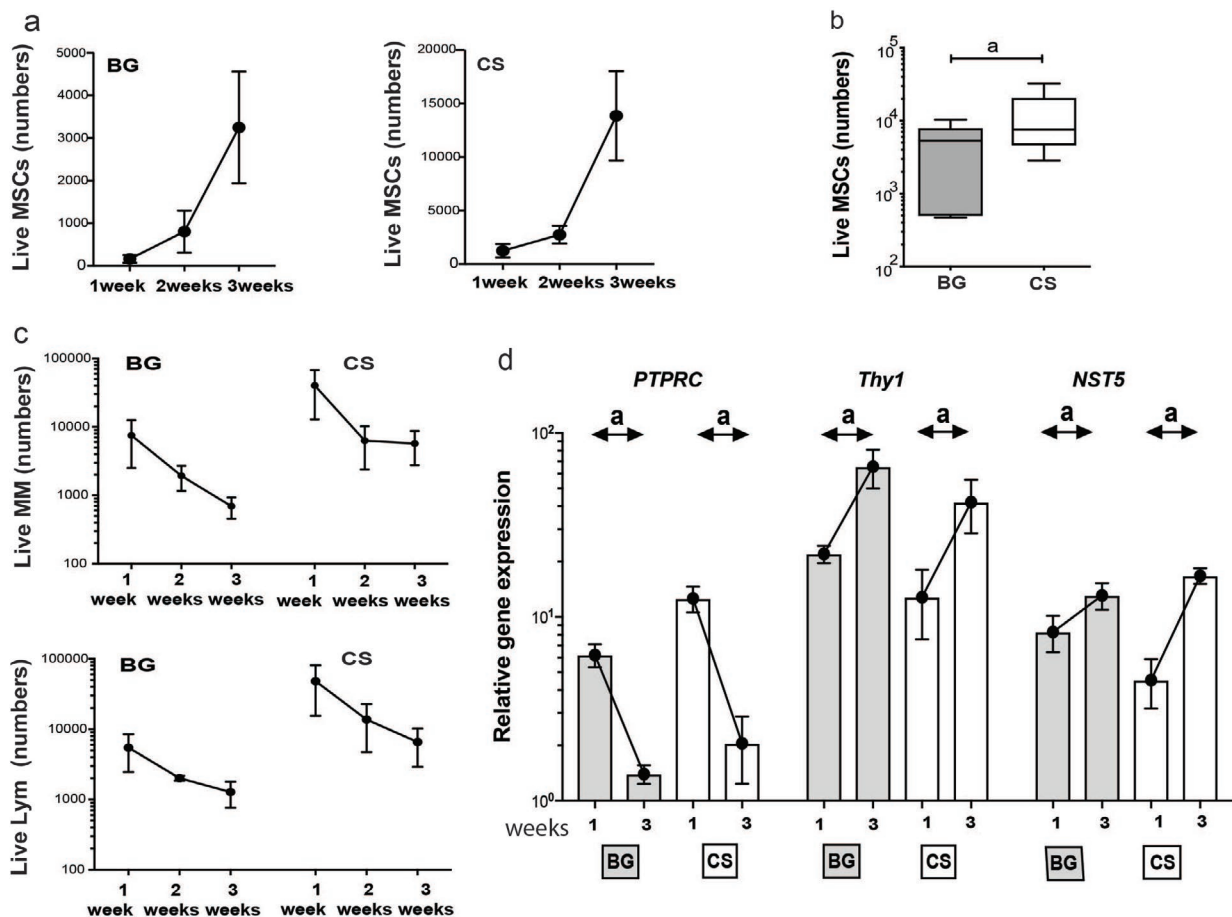 a
Live MSCs (numbers)
5000
4000
3000
2000
1000
0
BG
1week 2weeks 3weeks
Live MSCs (numbers)
20000
15000
10000
5000
0
CS
1week 2weeks 3weeks
b
Live MSCs (numbers)
10^5
10^4
10^3
10^2
a
BG CS
c
Live MM (numbers)
100000
10000
1000
100
BG CS
1 2 3 1 2 3
week weeks weeks week weeks weeks
Live Lym (numbers)
100000
10000
1000
100
BG CS
1 2 3 1 2 3
week weeks weeks week weeks weeks
d
PTPRC Thy1 NST5
a a a a a a
Relative gene expression
10^2
10^1
10^0
weeks 1 3 1 3 1 3 1 3 1 3 1 3
BG CS BG CS BG CS